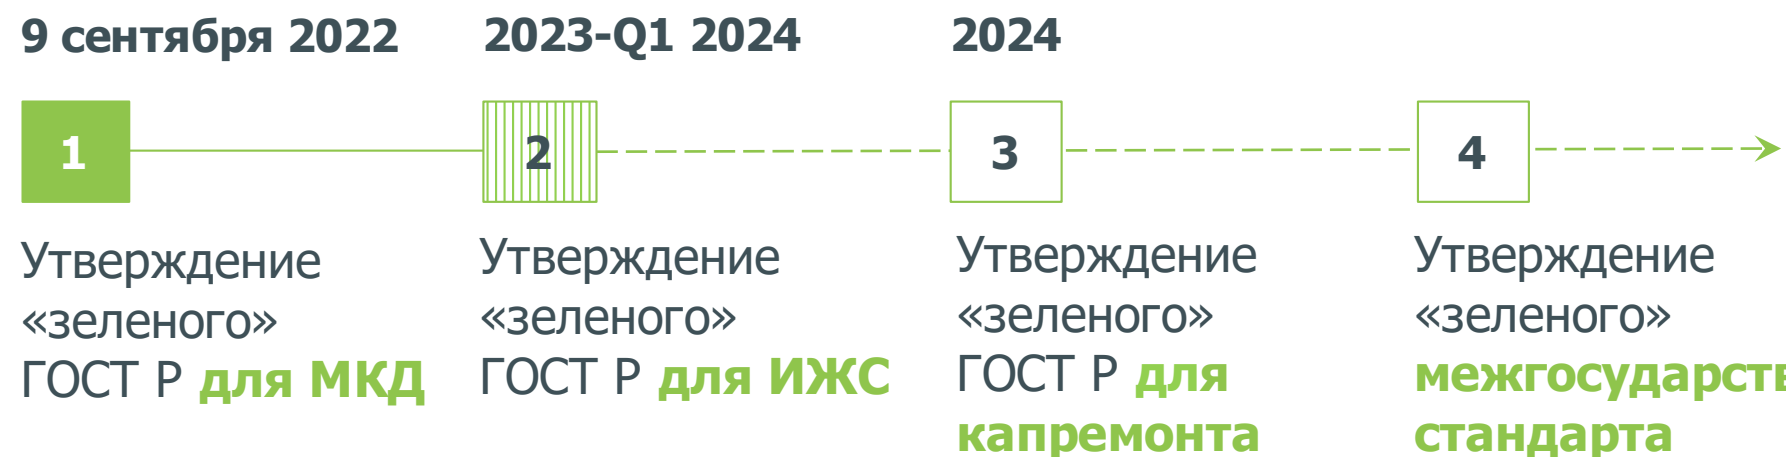 9 сентября 2022
2023-Q1 2024
2024
1
2
3
4
Утверждение
«зеленого»
ГОСТ Р для МКД
Утверждение
«зеленого»
ГОСТ Р для ИЖС
Утверждение
«зеленого»
ГОСТ Р для
капремонта
Утверждение
«зеленого»
межгосударств
стандарта